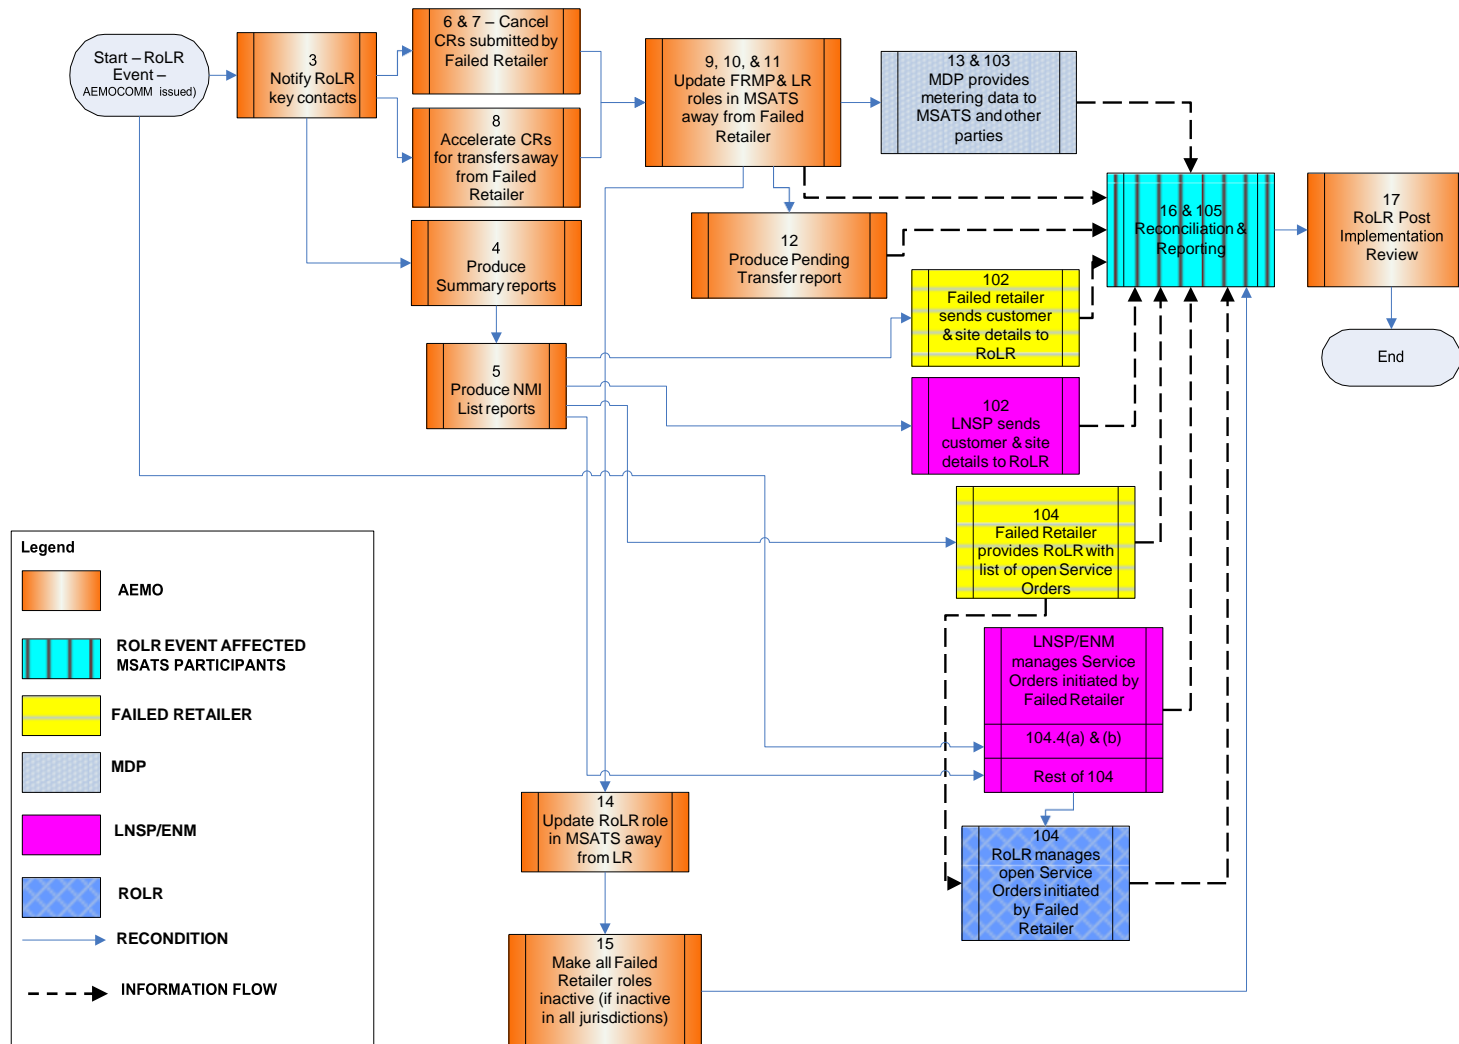 Start – RoLR
Event –
AEMOCOMM issued)
3
Notify RoLR
key contacts
6 & 7 – Cancel
CRs submitted by
Failed Retailer
8
Accelerate CRs
for transfers away
from Failed
Retailer
9, 10, & 11
Update FRMP & LR
roles in MSATS
away from Failed
Retailer
13 & 103
MDP provides
metering data to
MSATS and other
parties
16 & 105
Reconciliation &
Reporting
17
RoLR Post
Implementation
Review
End
4
Produce
Summary reports
12
Produce Pending
Transfer report
5
Produce NMI
List reports
102
Failed retailer
sends customer
& site details to
RoLR
102
LNSP sends
customer & site
details to RoLR
104
Failed Retailer
provides RoLR with
list of open Service
Orders
LNSP/ENM
manages Service
Orders initiated by
Failed Retailer
104.4(a) & (b)
Rest of 104
104
RoLR manages
open Service
Orders initiated
by Failed
Retailer
14
Update RoLR role
in MSATS away
from LR
15
Make all Failed
Retailer roles
inactive (if inactive
in all jurisdictions)
Legend
AEMO
ROLR EVENT AFFECTED
MSATS PARTICIPANTS
FAILED RETAILER
MDP
LNSP/ENM
ROLR
RECONDITION
INFORMATION FLOW